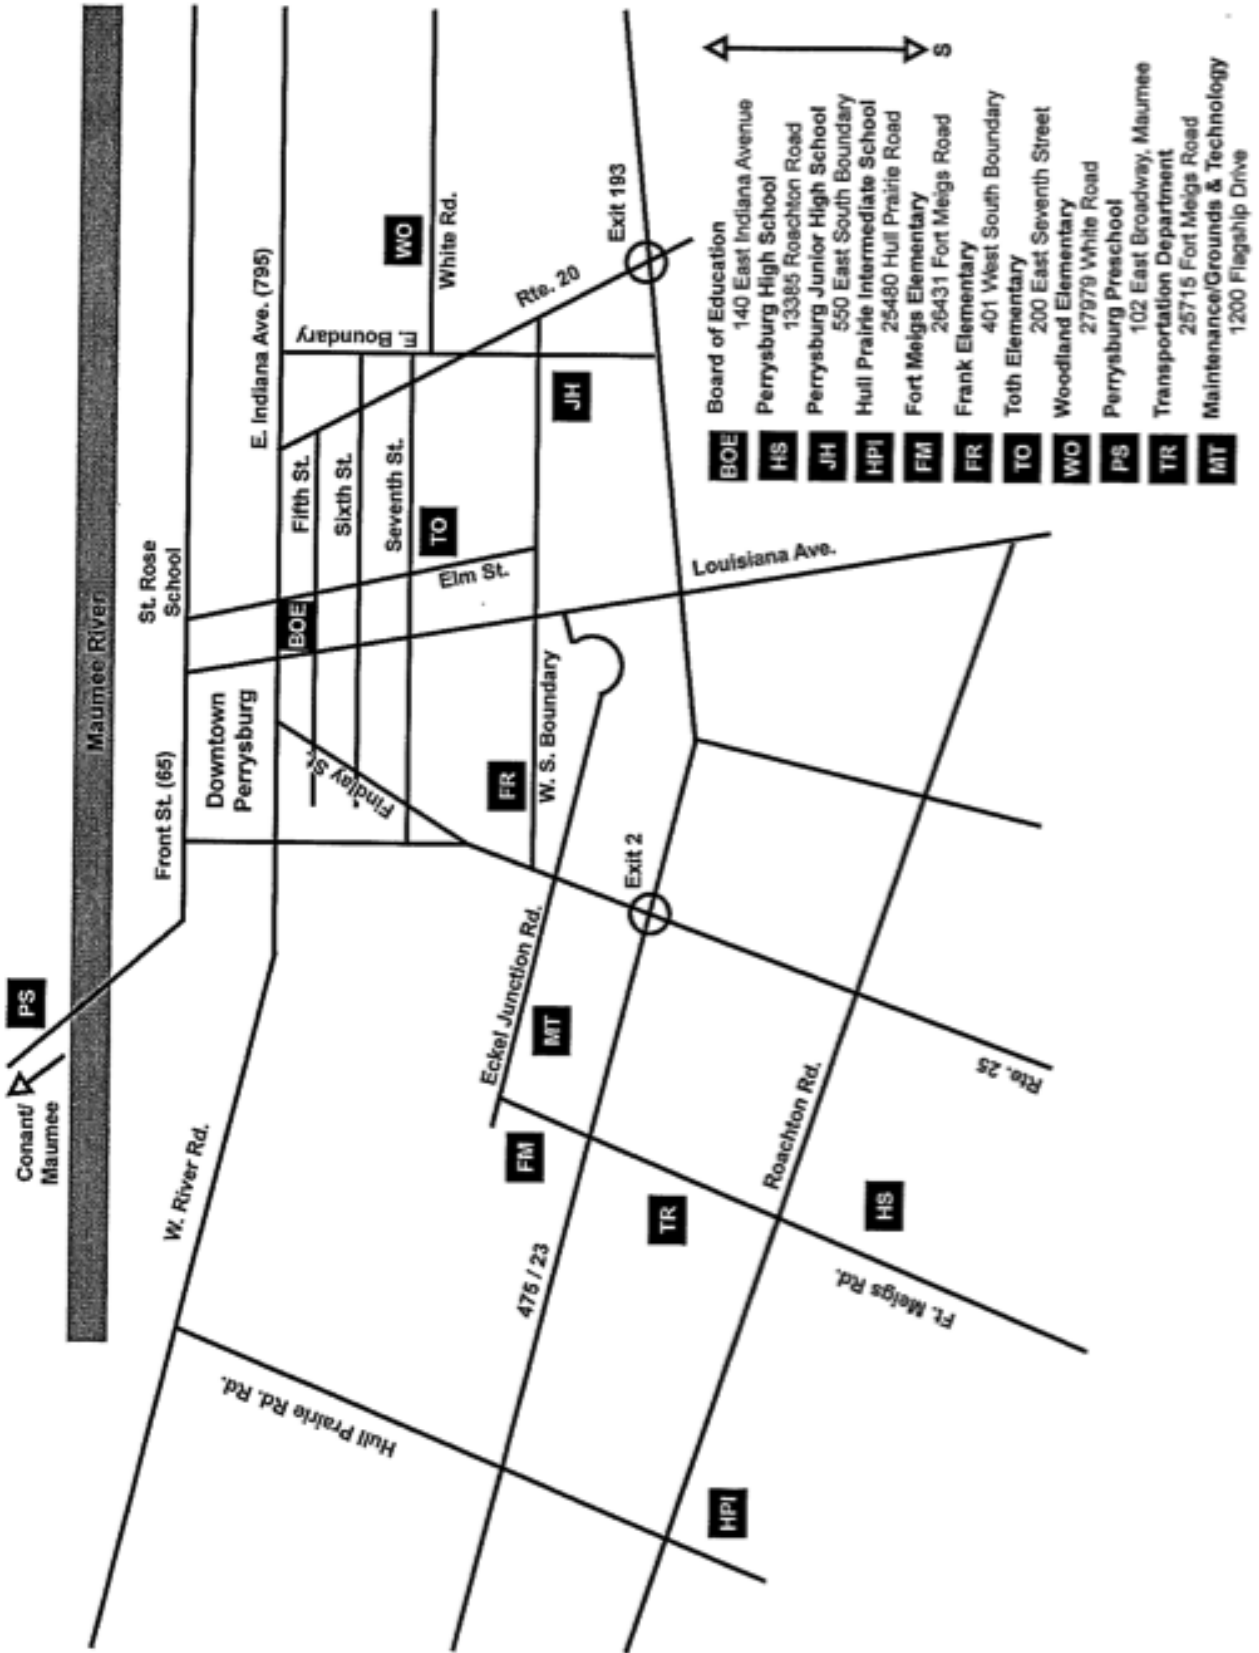 PS
Conant/
Maumee
Maumee River
St. Rose
School
Front St. (65)
Downtown
Perrysburg
W. River Rd.
E. Indiana Ave. (795)
BOE
Fifth St.
Sixth St.
Seventh St.
Findlay St.
E. Boundary
WO
White Rd.
TO
Elm St.
Rte. 20
Exit 193
JH
FR
W. S. Boundary
Louisiana Ave.
Exit 2
Eckel Junction Rd.
MT
FM
475 / 23
TR
Roachton Rd.
HS
Rte. 25
Ft. Meigs Rd.
Hull Prairie Rd. Rd.
HPI
S
BOE Board of Education
140 East Indiana Avenue
HS Perrysburg High School
13385 Roachton Road
JH Perrysburg Junior High School
550 East South Boundary
HPI Hull Prairie Intermediate School
25480 Hull Prairie Road
FM Fort Meigs Elementary
26431 Fort Meigs Road
FR Frank Elementary
401 West South Boundary
TO Toth Elementary
200 East Seventh Street
WO Woodland Elementary
27979 White Road
PS Perrysburg Preschool
102 East Broadway, Maumee
TR Transportation Department
25715 Fort Meigs Road
MT Maintenance/Grounds & Technology
1200 Flagship Drive